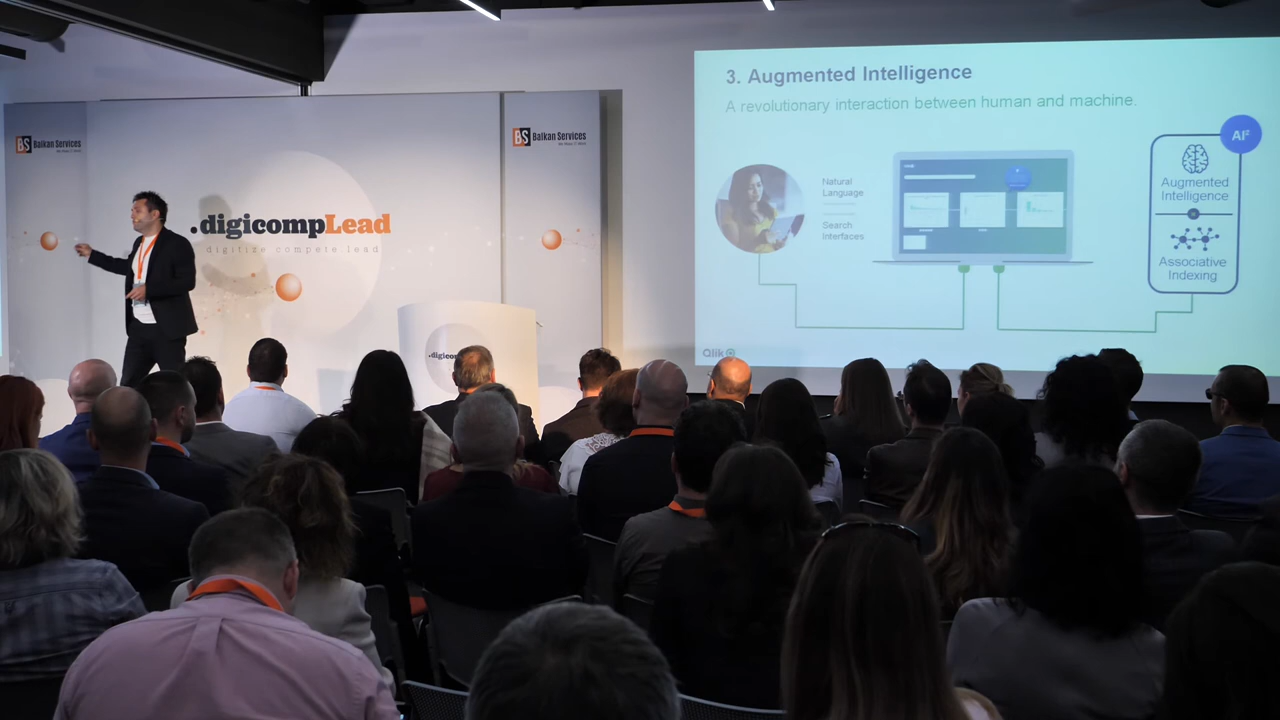 BS Balkan Services
BS Balkan Services
.digicompLead
digitize compete lead
.digicom
3. Augmented Intelligence
A revolutionary interaction between human and machine.
Natural
Language
Search
Interfaces
AI²
Augmented
Intelligence
Associative
Indexing
Qlik